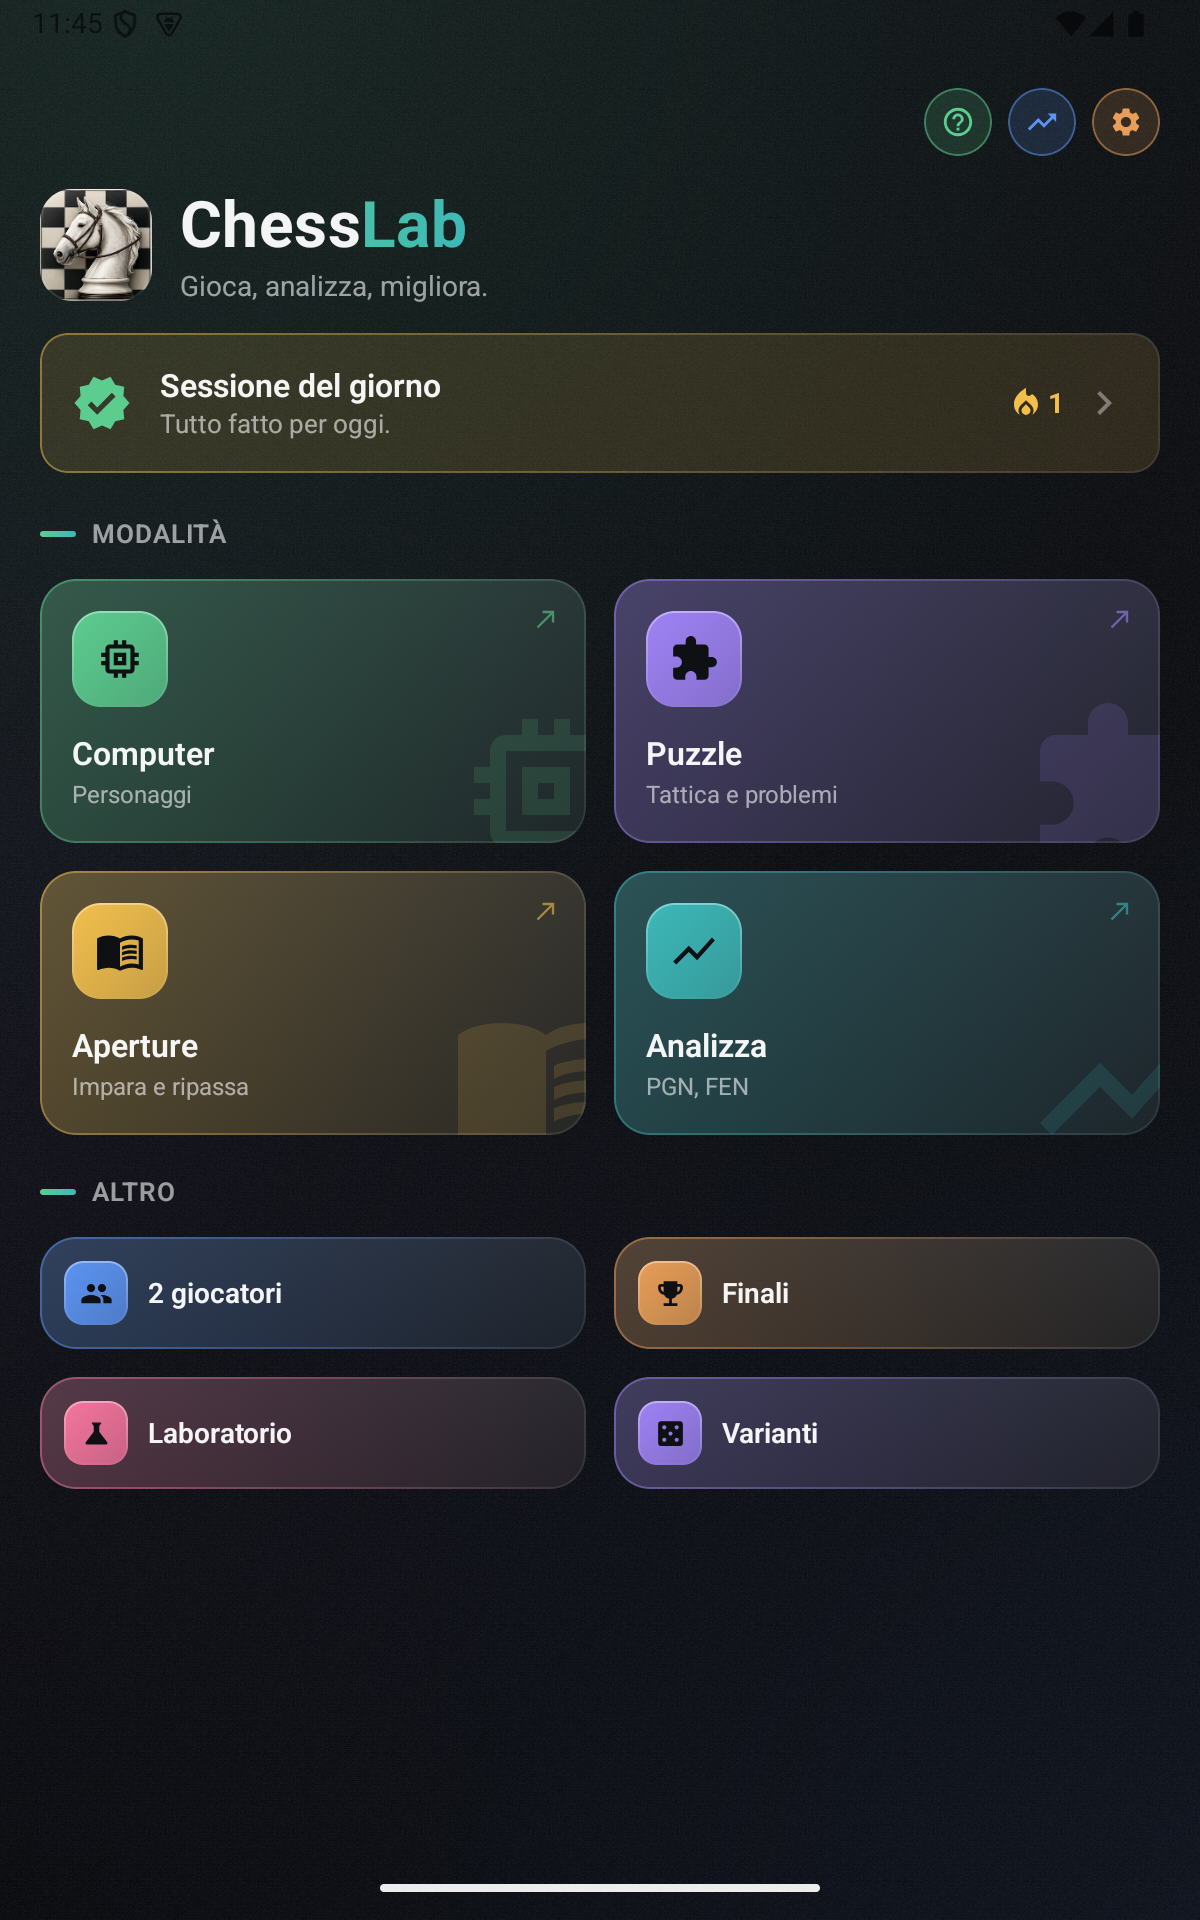 11:45
ChessLab
Gioca, analizza, migliora.
Sessione del giorno
Tutto fatto per oggi.
1
MODALITÀ
Computer
Personaggi
Puzzle
Tattica e problemi
Aperture
Impara e ripassa
Analizza
PGN, FEN
ALTRO
2 giocatori
Finali
Laboratorio
Varianti